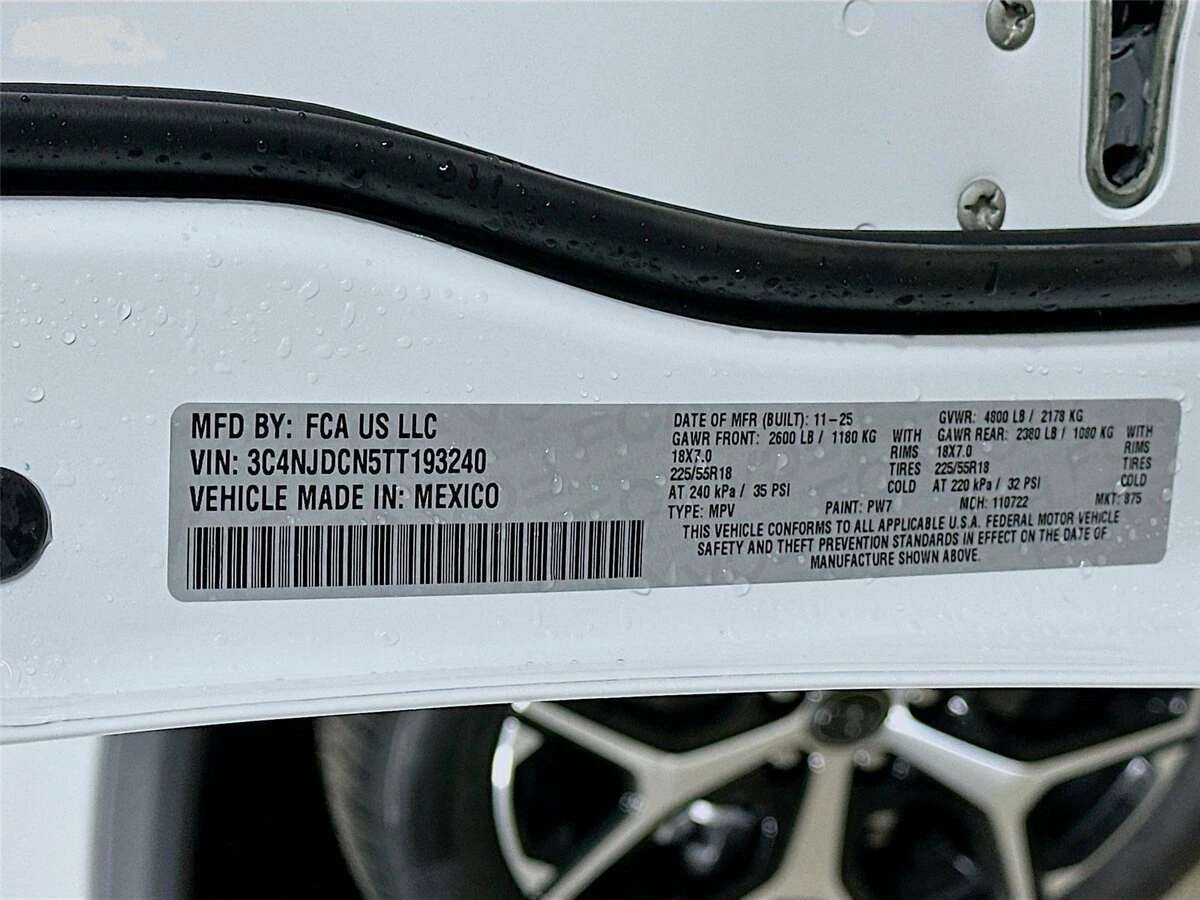 MFD BY: FCA US LLC
VIN: 3C4NJDCN5TT193240
VEHICLE MADE IN: MEXICO
DATE OF MFR (BUILT): 11-25 GVWR: 4800 LB / 2178 KG
GAWR FRONT: 2600 LB / 1180 KG WITH GAWR REAR: 2380 LB / 1080 KG WITH
18X7.0 RIMS 18X7.0 RIMS
225/55R18 TIRES 225/55R18 TIRES
AT 240 kPa / 35 PSI COLD AT 220 kPa / 32 PSI COLD
TYPE: MPV PAINT: PW7 MDH: 110722 MKT: 875
THIS VEHICLE CONFORMS TO ALL APPLICABLE U.S.A. FEDERAL MOTOR VEHICLE
SAFETY AND THEFT PREVENTION STANDARDS IN EFFECT ON THE DATE OF
MANUFACTURE SHOWN ABOVE.